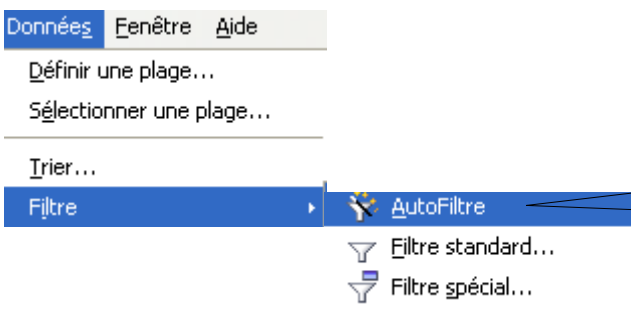 Données Fenêtre Aide
Définir une plage...
Sélectionner une plage...
Trier...
Filtre
AutoFiltre
Filtre standard...
Filtre spécial...